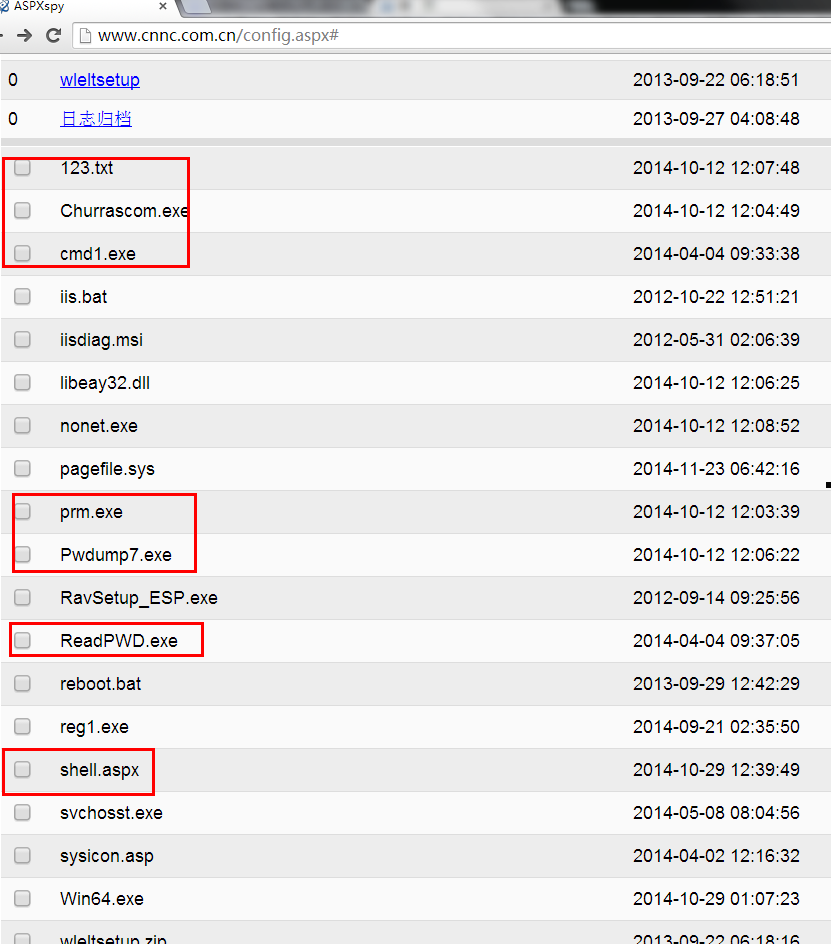 ASPXspy
www.cnnc.com.cn/config.aspx#
0 wleltsetup 2013-09-22 06:18:51
0 日志归档 2013-09-27 04:08:48
123.txt 2014-10-12 12:07:48
Churrascom.exe 2014-10-12 12:04:49
cmd1.exe 2014-04-04 09:33:38
iis.bat 2012-10-22 12:51:21
iisdiag.msi 2012-05-31 02:06:39
libeay32.dll 2014-10-12 12:06:25
nonet.exe 2014-10-12 12:08:52
pagefile.sys 2014-11-23 06:42:16
prm.exe 2014-10-12 12:03:39
Pwdump7.exe 2014-10-12 12:06:22
RavSetup_ESP.exe 2012-09-14 09:25:56
ReadPWD.exe 2014-04-04 09:37:05
reboot.bat 2013-09-29 12:42:29
reg1.exe 2014-09-21 02:35:50
shell.aspx 2014-10-29 12:39:49
svchosst.exe 2014-05-08 08:04:56
sysicon.asp 2014-04-02 12:16:32
Win64.exe 2014-10-29 01:07:23
wleltsetup.zip 2013-09-22 06:18:16